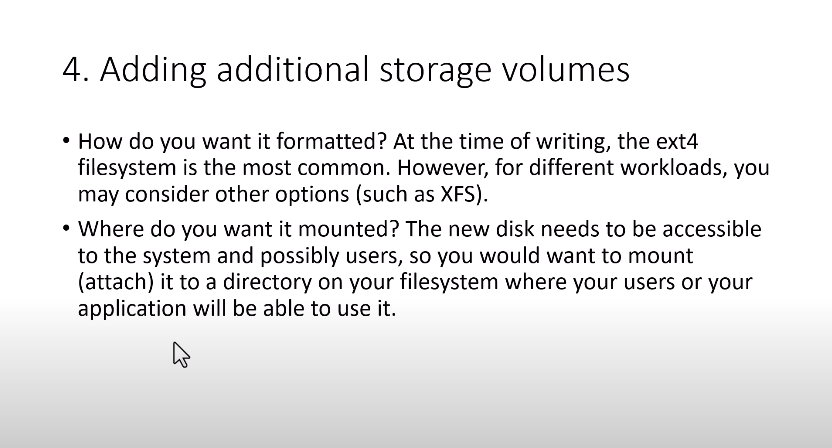 4. Adding additional storage volumes
• How do you want it formatted? At the time of writing, the ext4
filesystem is the most common. However, for different workloads, you
may consider other options (such as XFS).
• Where do you want it mounted? The new disk needs to be accessible
to the system and possibly users, so you would want to mount
(attach) it to a directory on your filesystem where your users or your
application will be able to use it.